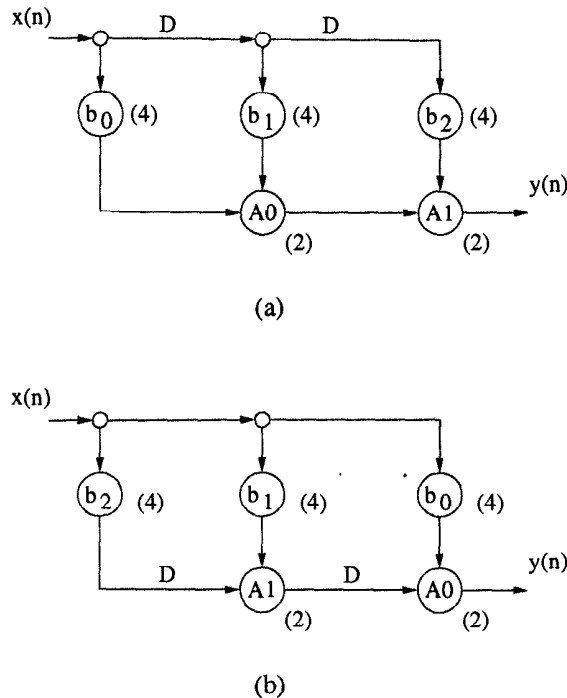 x(n) D D
b0 (4) b1 (4) b2 (4)
y(n)
A0 A1
(2) (2)
(a)
x(n)
b2 (4) b1 (4) b0 (4)
D D y(n)
A1 A0
(2) (2)
(b)